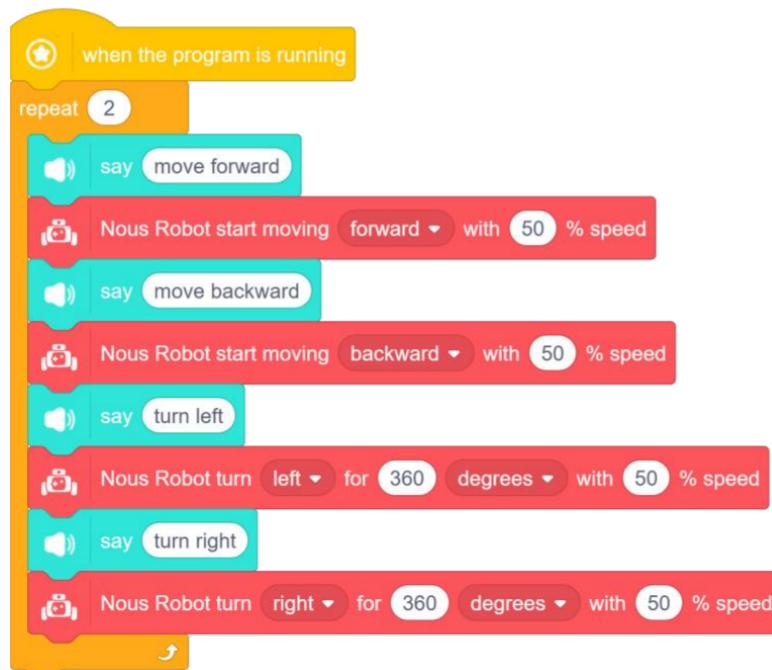 when the program is running
repeat 2
say move forward
Nous Robot start moving forward with 50 % speed
say move backward
Nous Robot start moving backward with 50 % speed
say turn left
Nous Robot turn left for 360 degrees with 50 % speed
say turn right
Nous Robot turn right for 360 degrees with 50 % speed